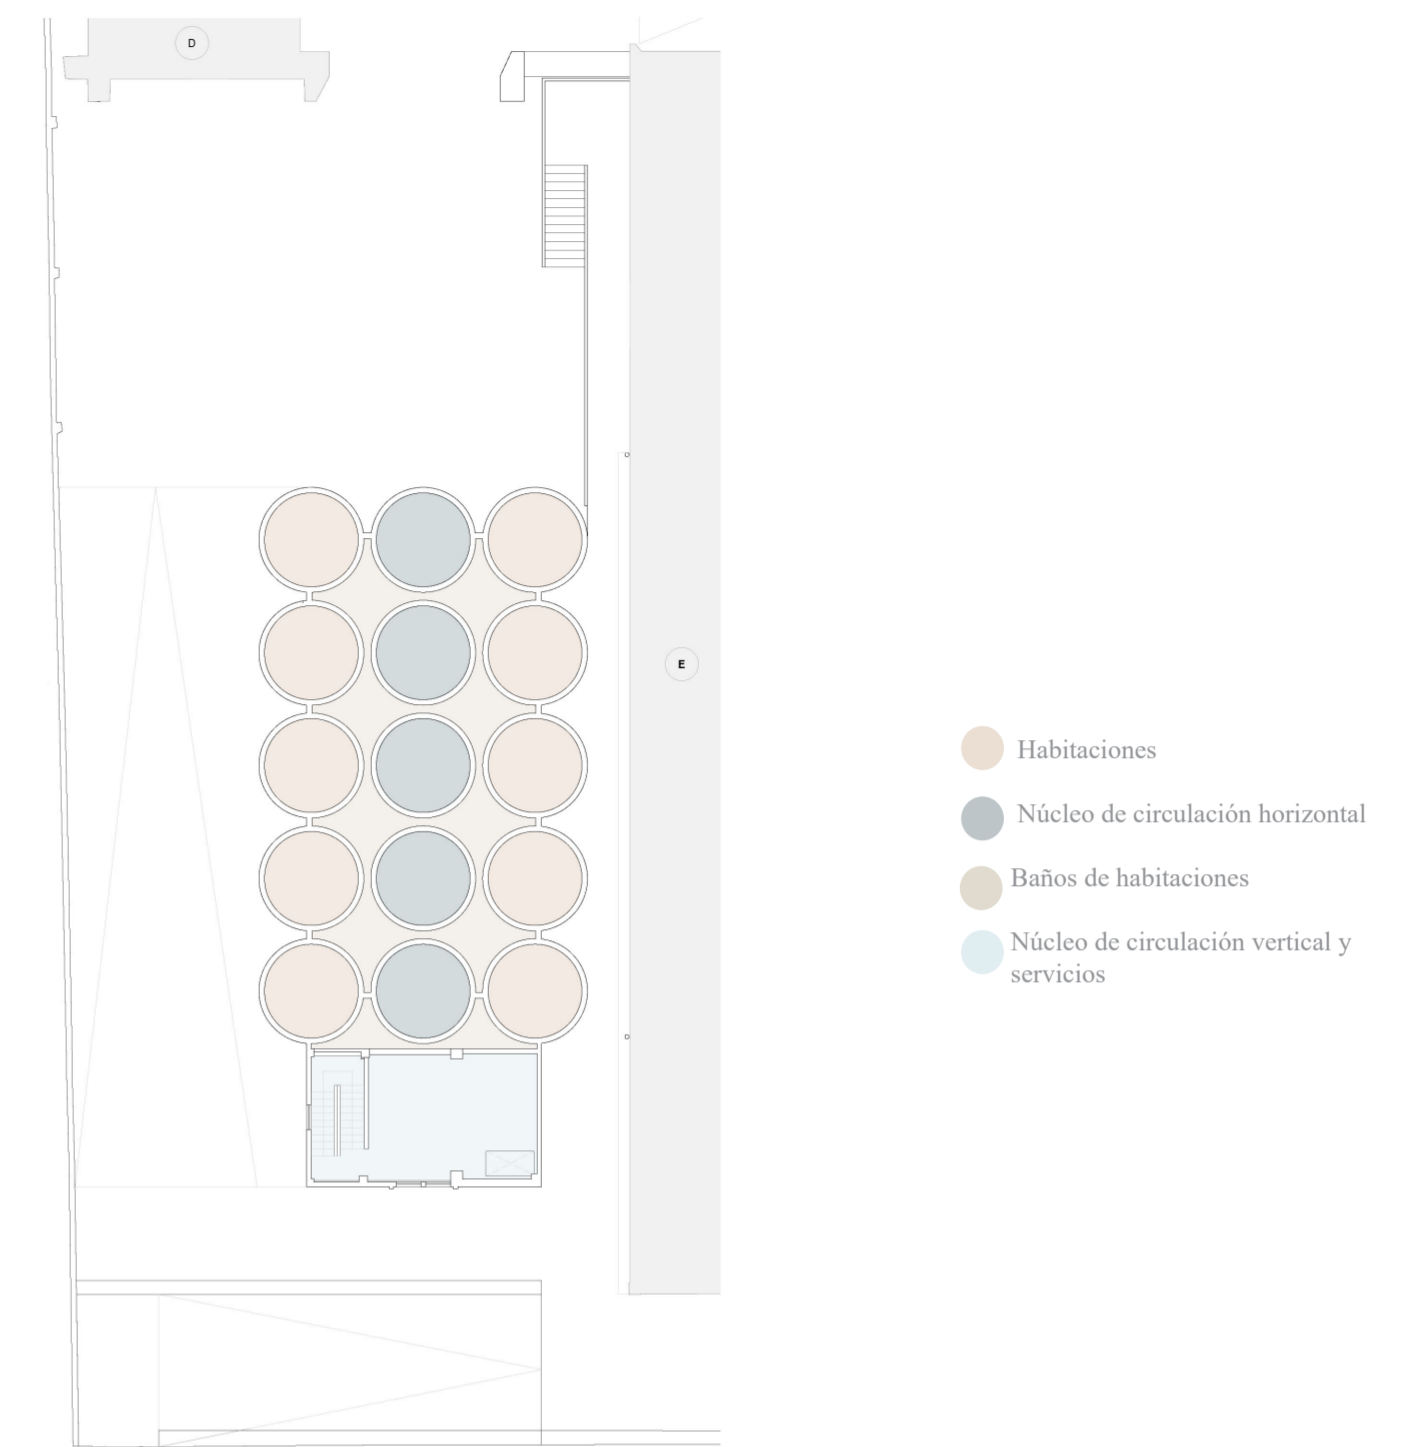 D
E
Habitaciones
Núcleo de circulación horizontal
Baños de habitaciones
Núcleo de circulación vertical y
servicios